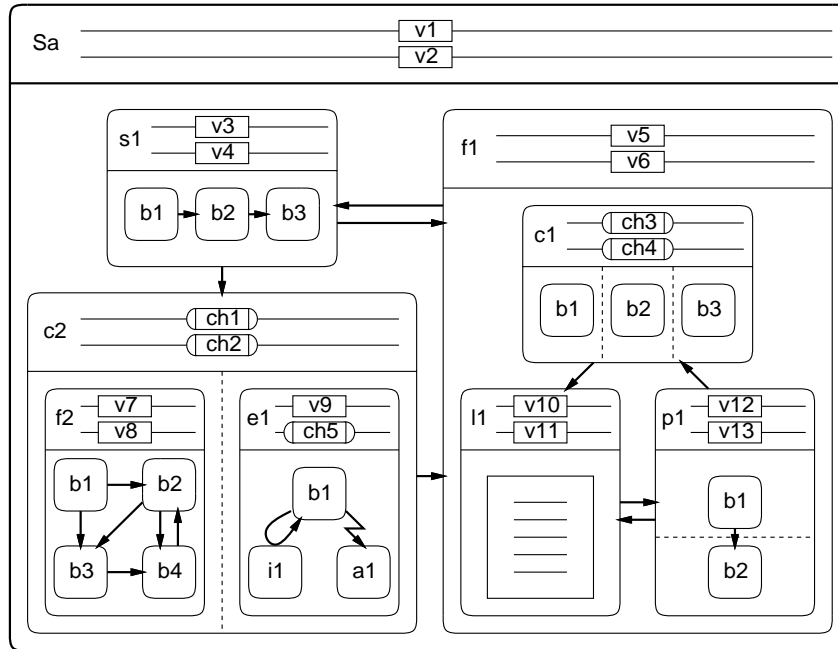 Sa
v1
v2
s1
v3
v4
b1 b2 b3
f1
v5
v6
c1
ch3
ch4
b1 b2 b3
c2
ch1
ch2
f2
v7
v8
b1 b2
b3 b4
e1
v9
ch5
b1
i1 a1
l1
v10
v11
p1
v12
v13
b1
b2